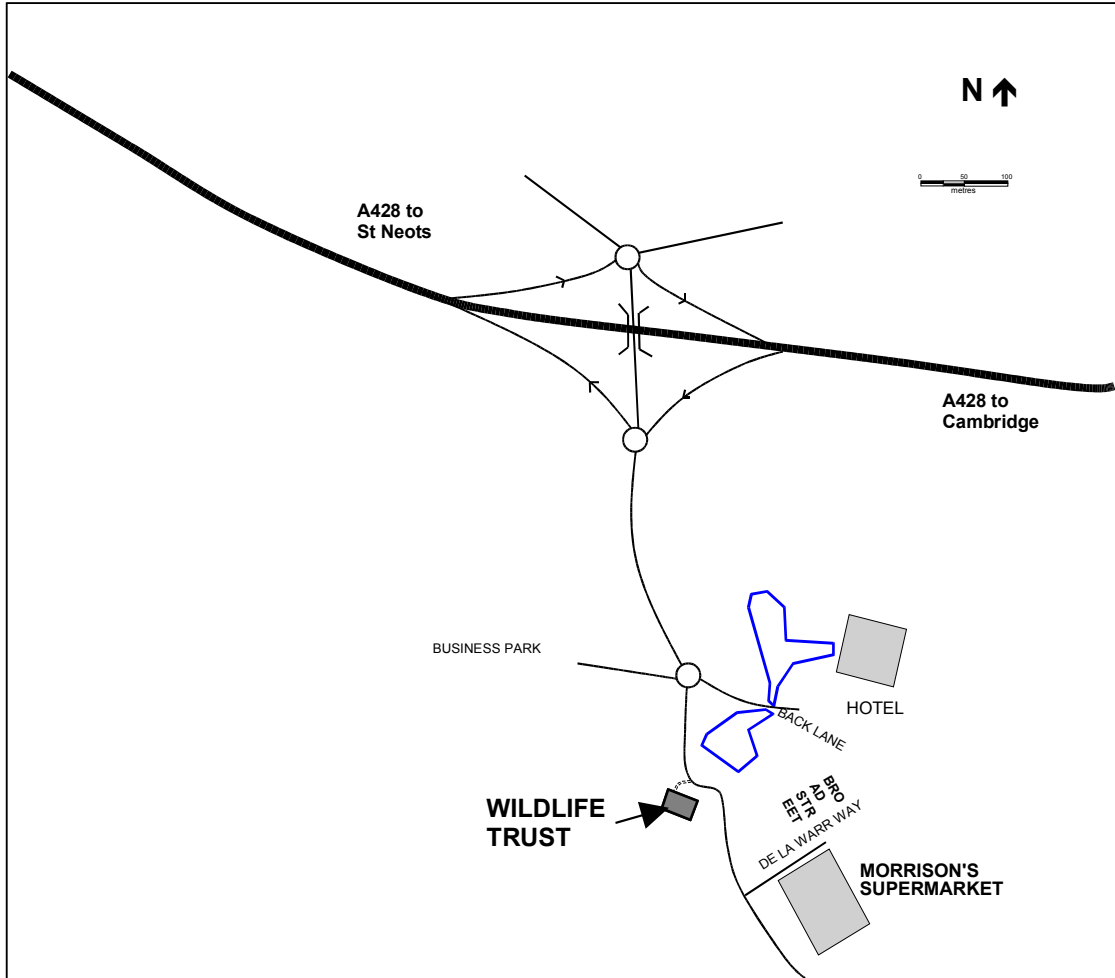 N
0 50 100
metres
A428 to
St Neots
A428 to
Cambridge
BUSINESS PARK
HOTEL
BACK LANE
WILDLIFE
TRUST
BRO
AD
STR
EET
DE LA WARR WAY
MORRISON'S
SUPERMARKET